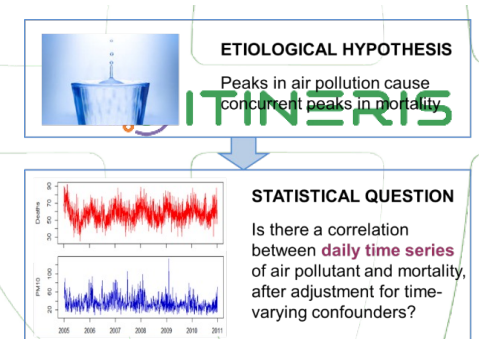 ETIOLOGICAL HYPOTHESIS
Peaks in air pollution cause
concurrent peaks in mortality
ITINERIS
STATISTICAL QUESTION
Is there a correlation
between daily time series
of air pollutant and mortality,
after adjustment for time-
varying confounders?
Deaths
90
70
50
30
PM10
100
60
20
2005 2006 2007 2008 2009 2010 2011